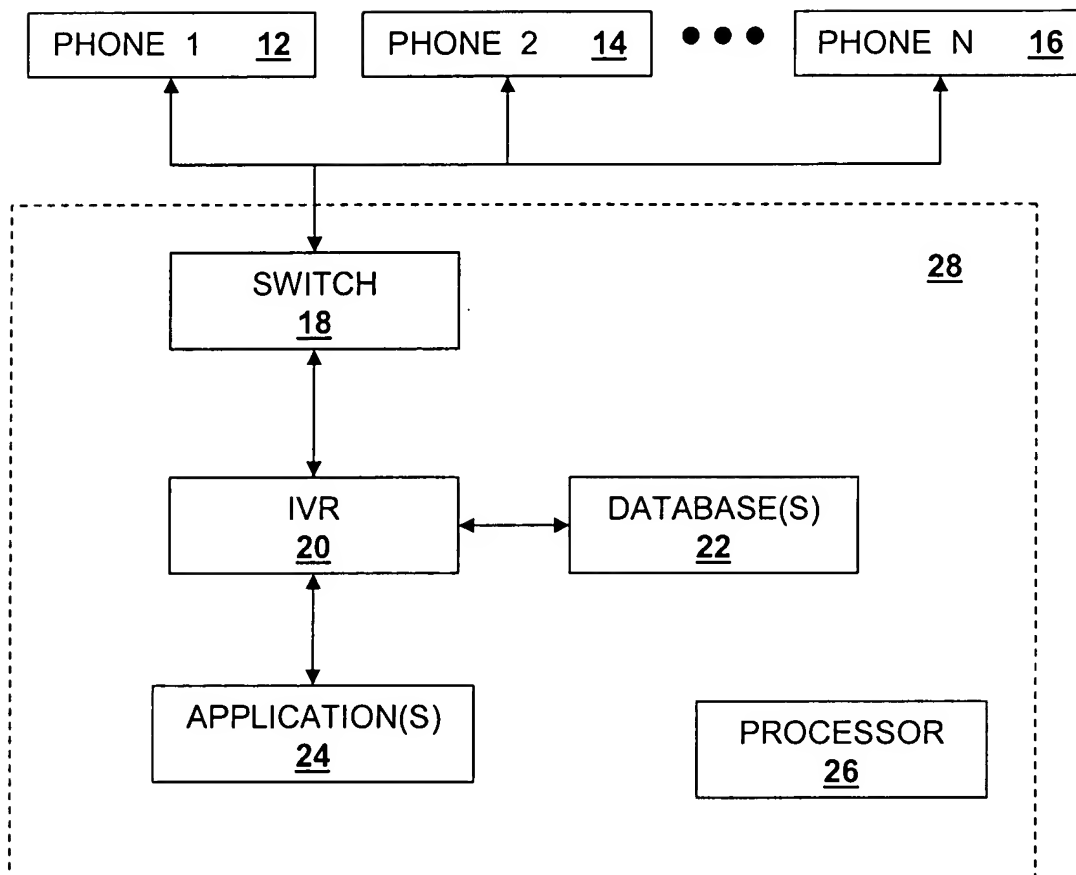 PHONE 1 12
PHONE 2 14
PHONE N 16
SWITCH
18
28
IVR
20
DATABASE(S)
22
APPLICATION(S)
24
PROCESSOR
26